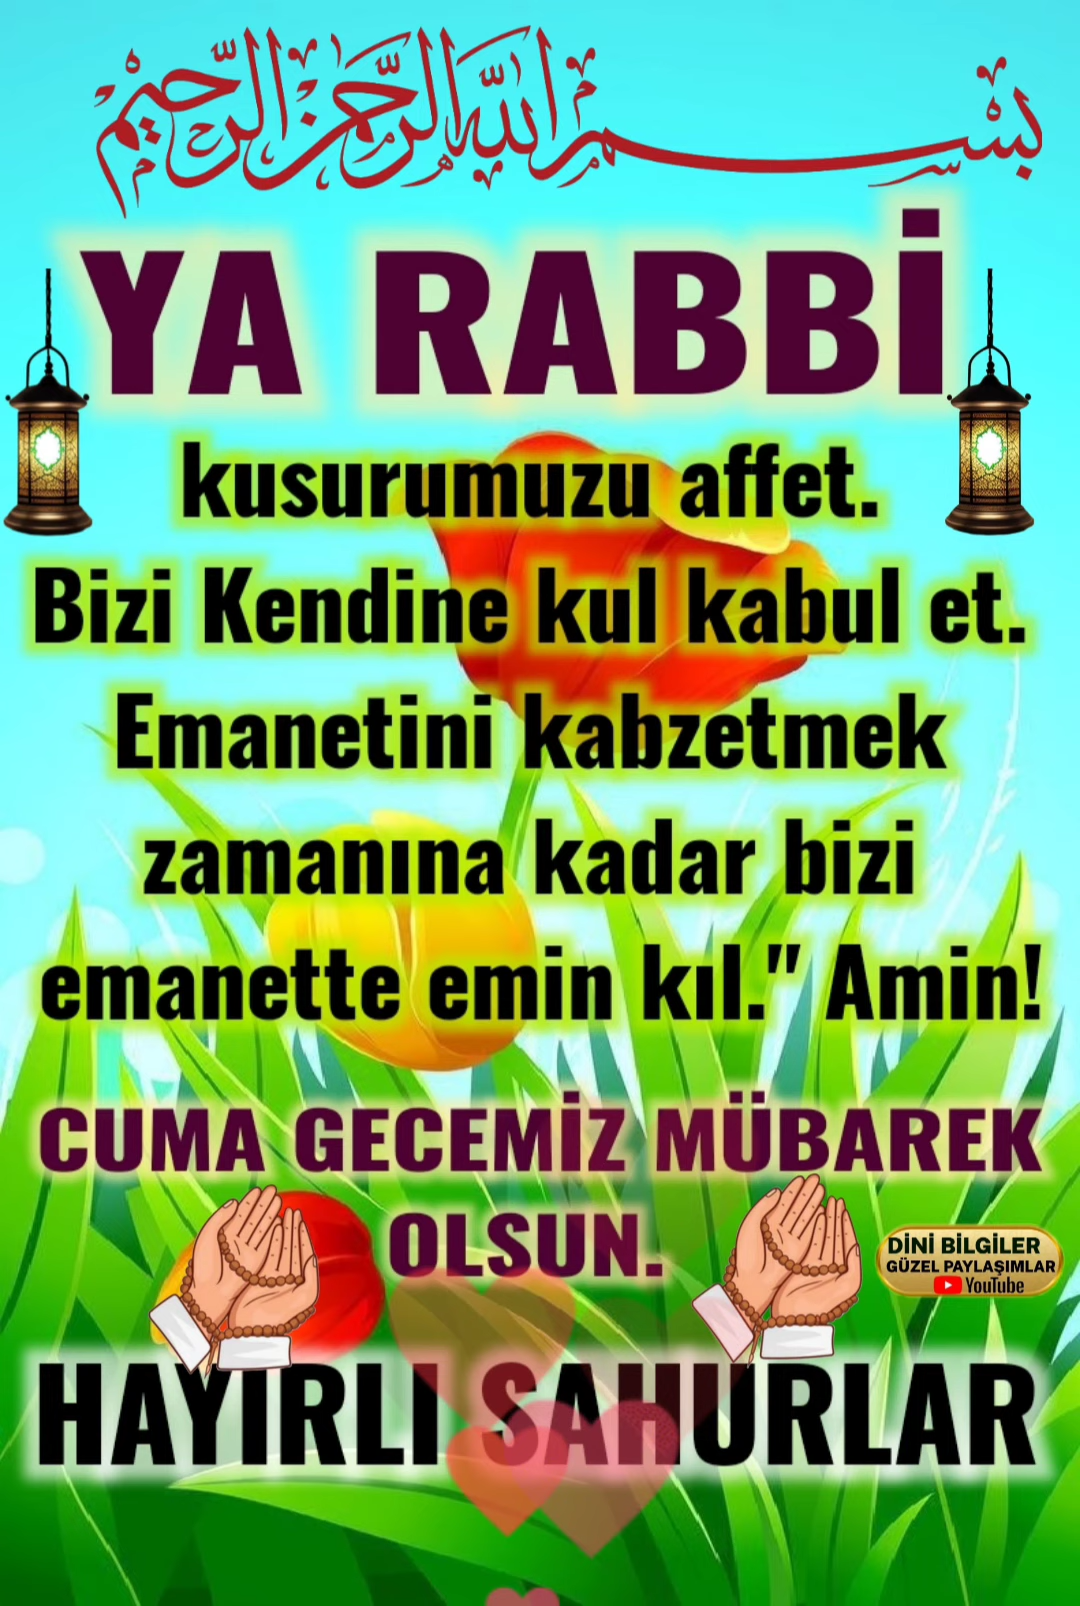 بسم الله الرحمن الرحيم
YA RABBİ
kusurumuzu affet.
Bizi Kendine kul kabul et.
Emanetini kabzetmek
zamanına kadar bizi
emanette emin kıl." Amin!
CUMA GECEMİZ MÜBAREK
OLSUN.
DİNİ BİLGİLER
GÜZEL PAYLAŞIMLAR
YouTube
HAYIRLI SAHURLAR